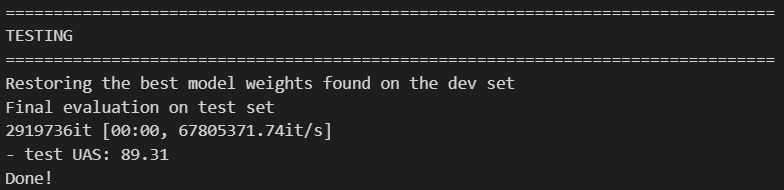 ================================================================================
TESTING
================================================================================
Restoring the best model weights found on the dev set
Final evaluation on test set
2919736it [00:00, 67805371.74it/s]
- test UAS: 89.31
Done!